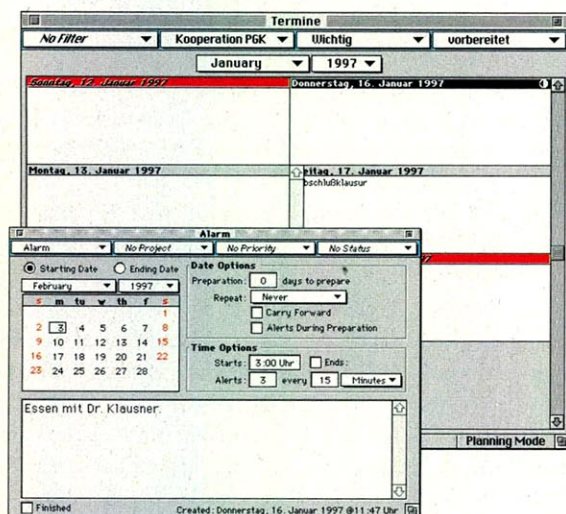 Termine
No Filter Kooperation PGK Wichtig vorbereitet
January 1997
Sonntag, 12. Januar 1997 Donnerstag, 16. Januar 1997
Montag, 13. Januar 1997 eitag, 17. Januar 1997
bschlußklausur
97
Planning Mode
Alarm
Alarm No Project No Priority No Status
Starting Date Ending Date
February 1997
s m tu w th f s
1
2 3 4 5 6 7 8
9 10 11 12 13 14 15
16 17 18 19 20 21 22
23 24 25 26 27 28
Date Options
Preparation: 0 days to prepare
Repeat: Never
Carry Forward
Alerts During Preparation
Time Options
Starts: 3:00 Uhr Ends:
Alerts: 3 every 15 Minutes
Essen mit Dr. Klausner.
Finished Created: Donnerstag, 16. Januar 1997 @11:47 Uhr